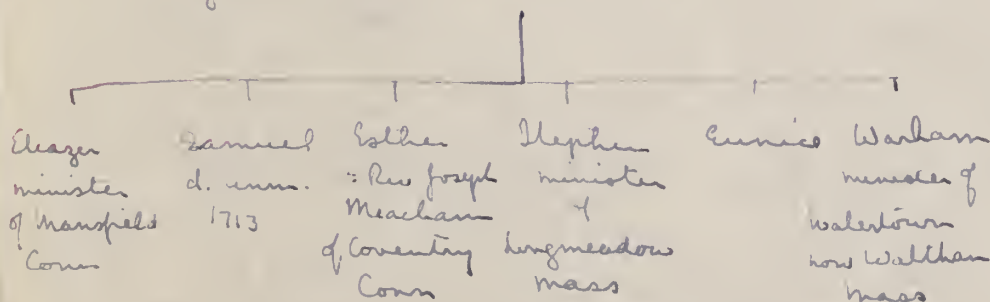 Eleazer
minister
of Mansfield
Conn
Samuel
d. unm.
1713
Esther
= Rev Joseph
Meacham
of Coventry
Conn
Stephen
minister
of
Longmeadow
Mass
Eunice
Warham
minister of
Watertown
now Waltham
Mass